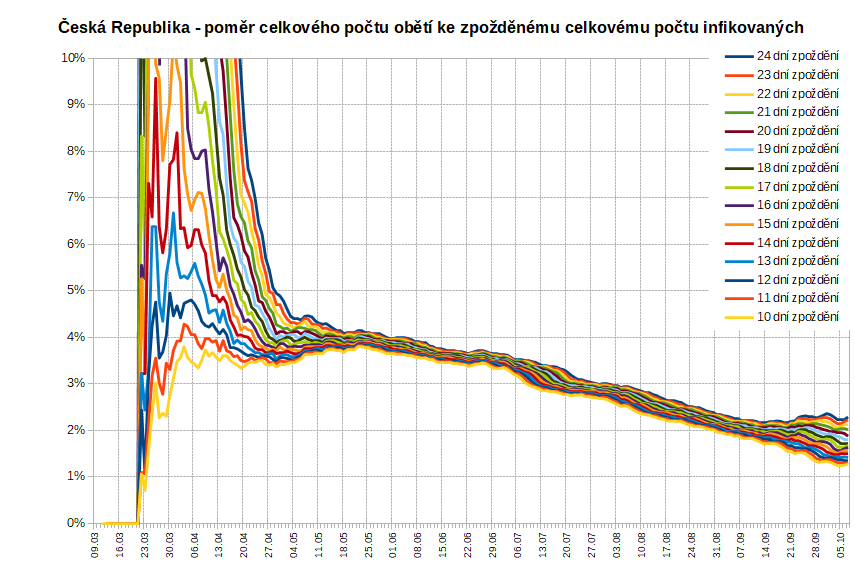 Česká Republika - poměr celkového počtu obětí ke zpožděnému celkovému počtu infikovaných
10%
9%
8%
7%
6%
5%
4%
3%
2%
1%
0%
24 dní zpoždění
23 dní zpoždění
22 dní zpoždění
21 dní zpoždění
20 dní zpoždění
19 dní zpoždění
18 dní zpoždění
17 dní zpoždění
16 dní zpoždění
15 dní zpoždění
14 dní zpoždění
13 dní zpoždění
12 dní zpoždění
11 dní zpoždění
10 dní zpoždění
09.03
16.03
23.03
30.03
06.04
13.04
20.04
27.04
04.05
11.05
18.05
25.05
01.06
08.06
15.06
22.06
29.06
06.07
13.07
20.07
27.07
03.08
10.08
17.08
24.08
31.08
07.09
14.09
21.09
28.09
05.10